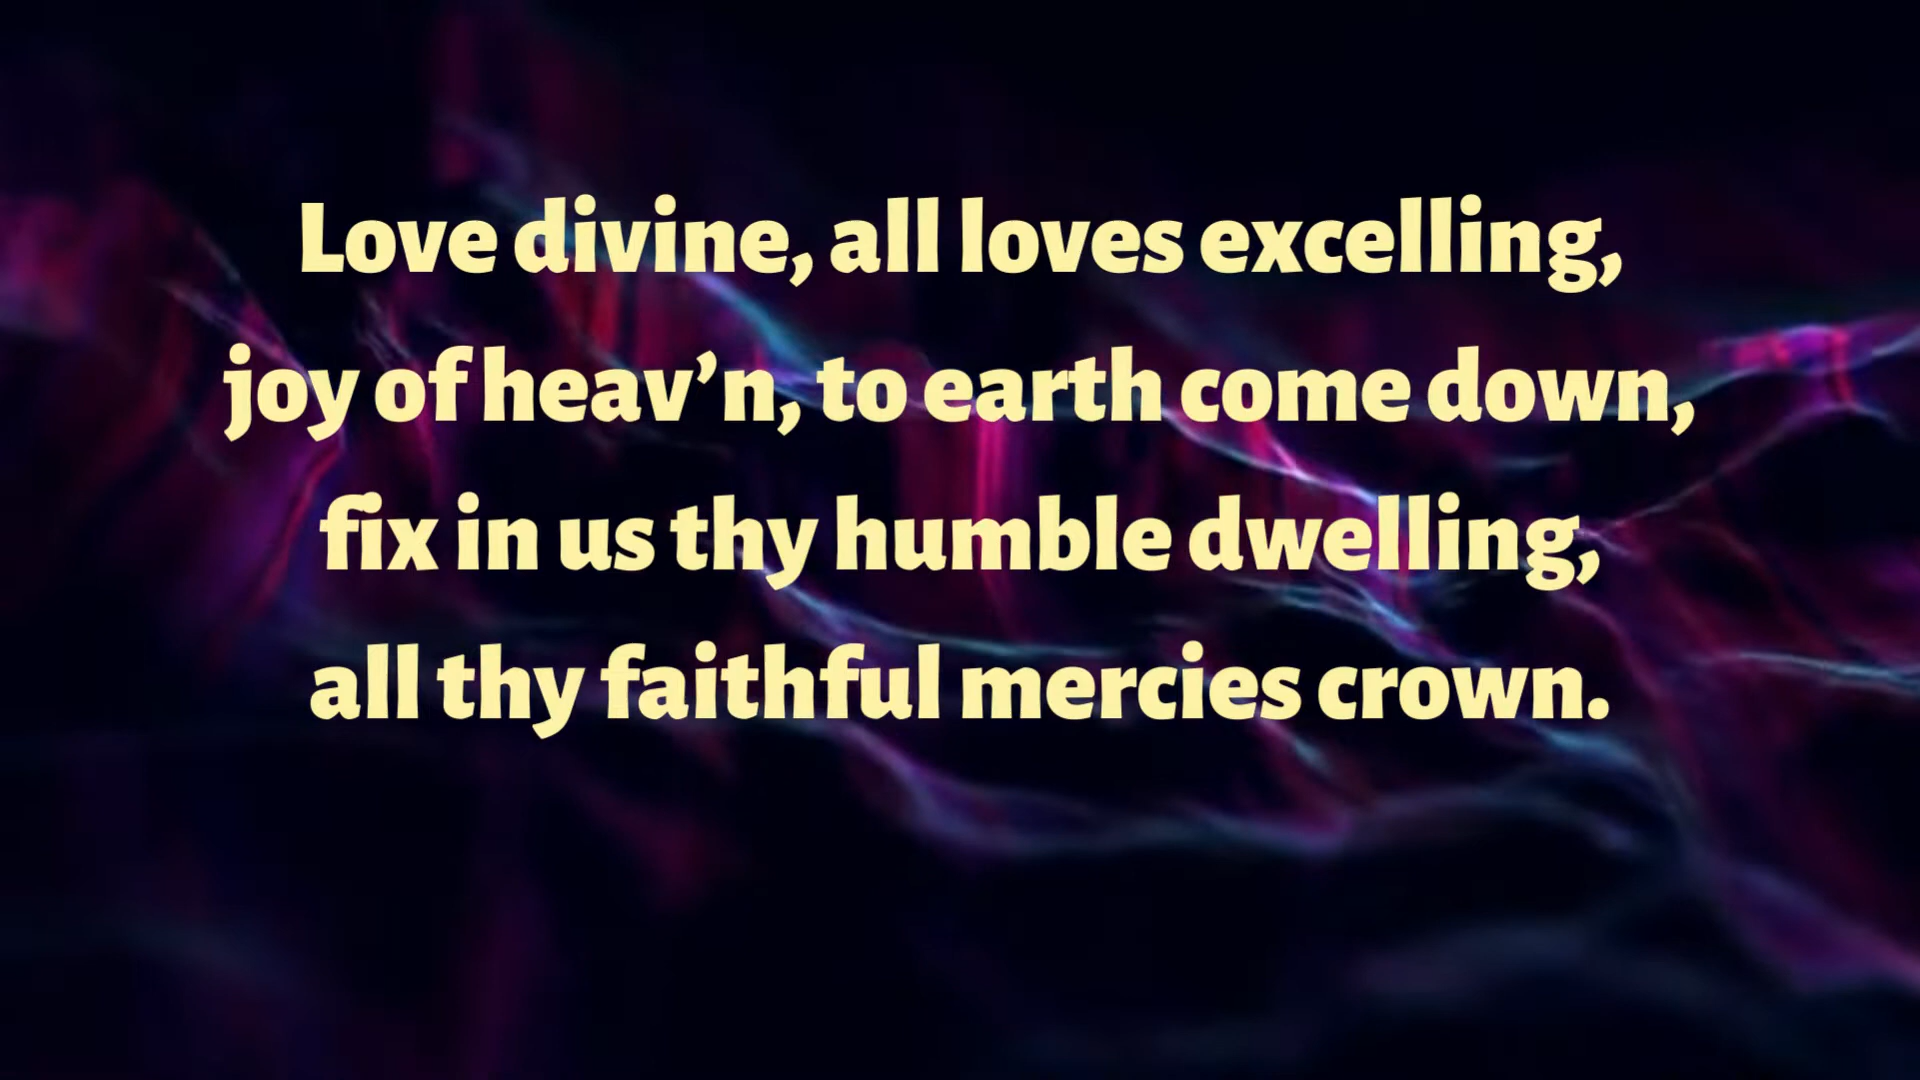 Love divine, all loves excelling,
joy of heav’n, to earth come down,
fix in us thy humble dwelling,
all thy faithful mercies crown.